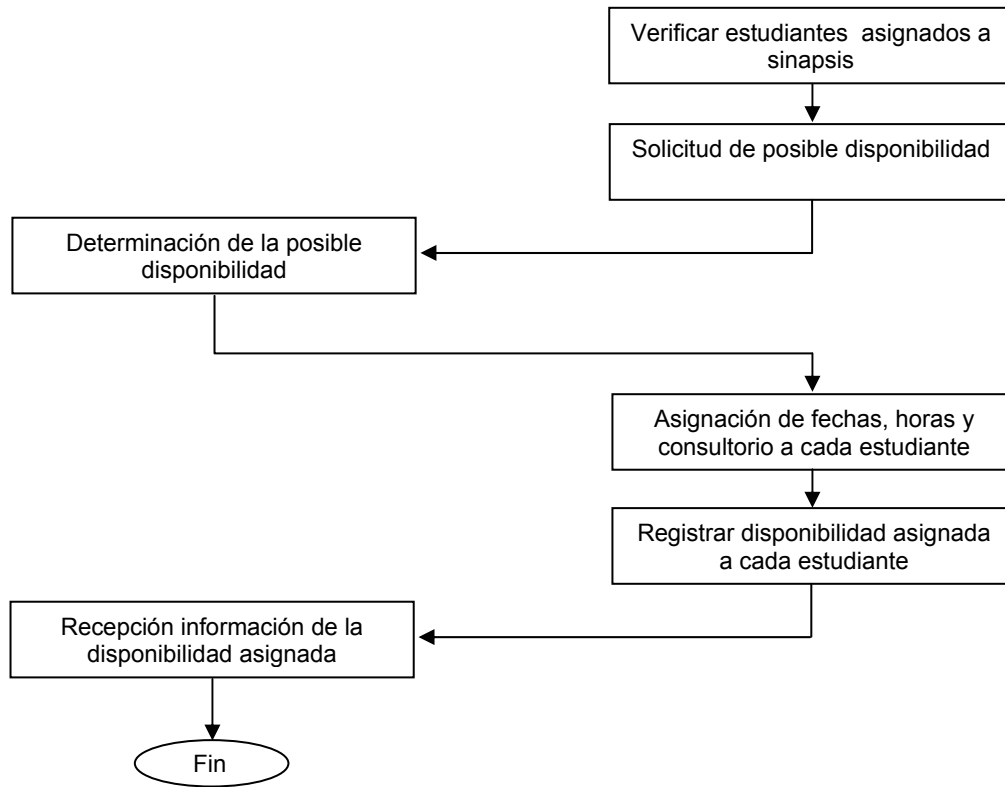 Verificar estudiantes asignados a
sinapsis
Solicitud de posible disponibilidad
Determinación de la posible
disponibilidad
Asignación de fechas, horas y
consultorio a cada estudiante
Registrar disponibilidad asignada
a cada estudiante
Recepción información de la
disponibilidad asignada
Fin